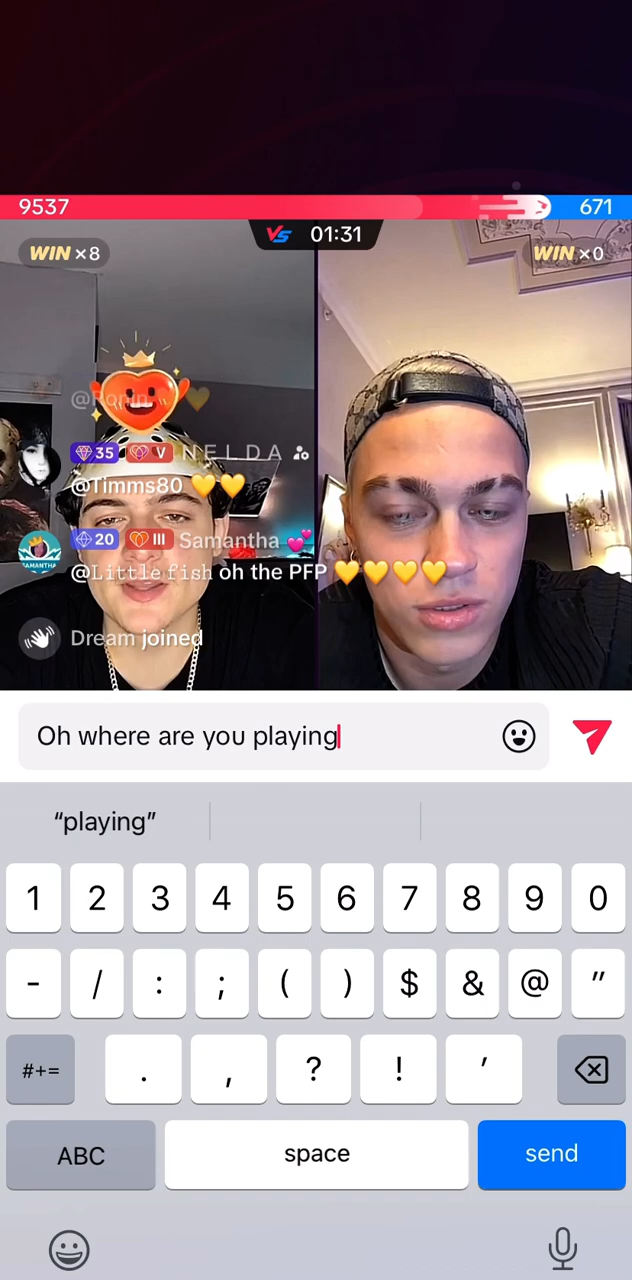 9537 671
VS 01:31
WIN ×8 WIN ×0
35 V NELDA
@Timms80 💛💛
20 III Samantha 💕
SAMANTHA
@Little fish oh the PFP 💛💛💛💛
Dream joined
Oh where are you playing
“playing”
1 2 3 4 5 6 7 8 9 0
- / : ; ( ) $ & @ "
#+= . , ? ! '
ABC space send